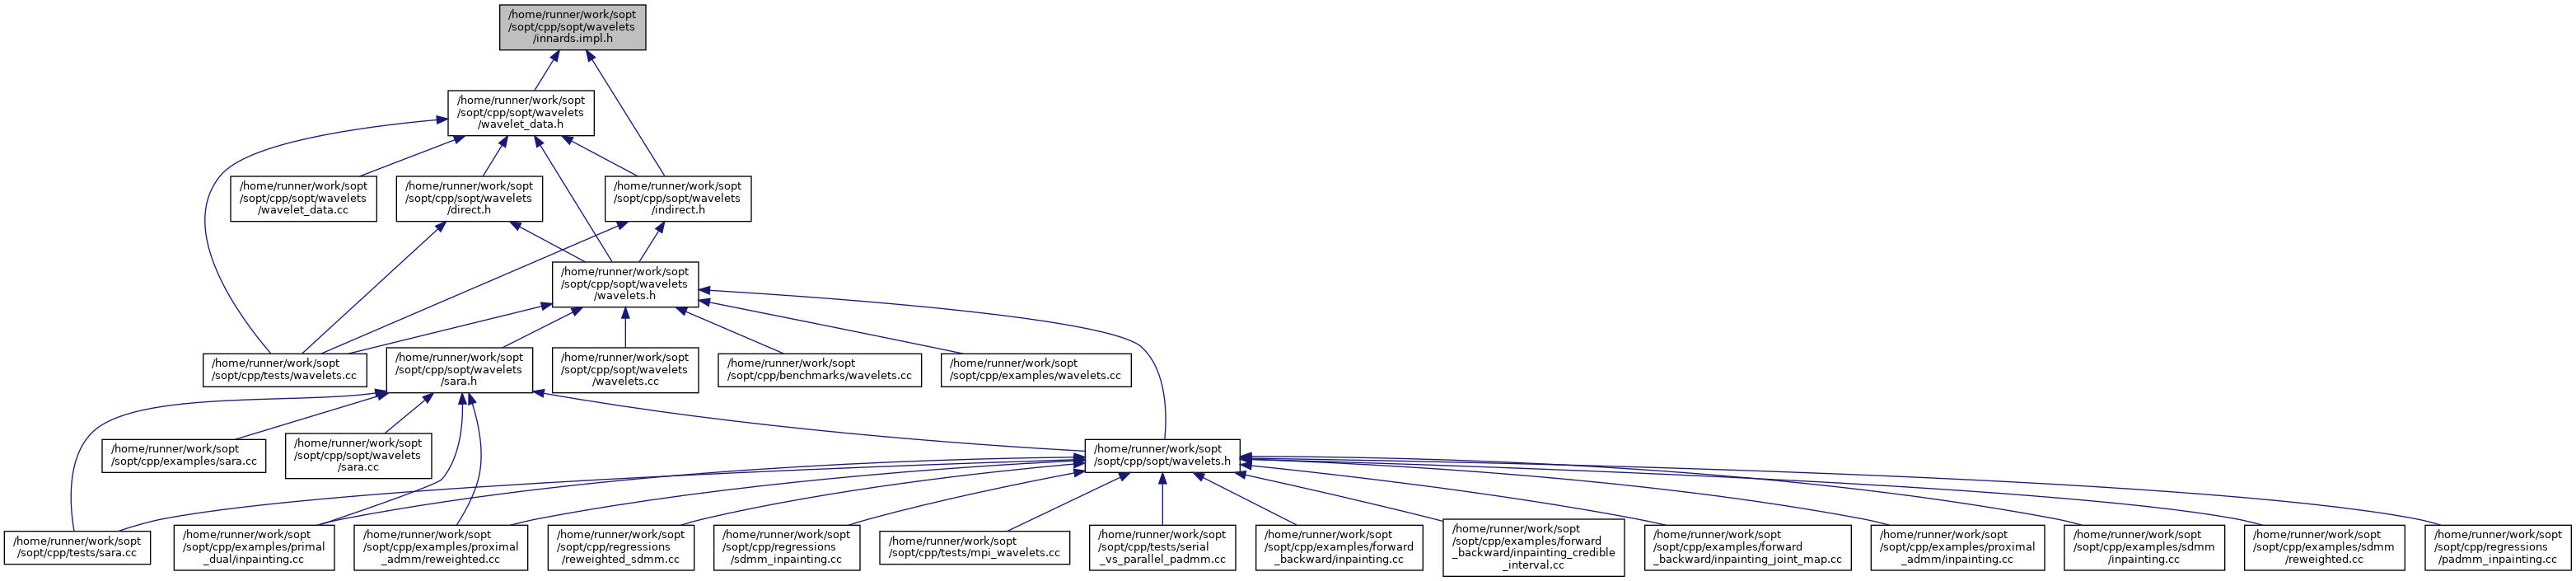 /home/runner/work/sopt
/sopt/cpp/sopt/wavelets
/innards.impl.h
/home/runner/work/sopt
/sopt/cpp/sopt/wavelets
/wavelet_data.h
/home/runner/work/sopt
/sopt/cpp/sopt/wavelets
/wavelet_data.cc
/home/runner/work/sopt
/sopt/cpp/sopt/wavelets
/direct.h
/home/runner/work/sopt
/sopt/cpp/sopt/wavelets
/indirect.h
/home/runner/work/sopt
/sopt/cpp/sopt/wavelets
/wavelets.h
/home/runner/work/sopt
/sopt/cpp/tests/wavelets.cc
/home/runner/work/sopt
/sopt/cpp/sopt/wavelets
/sara.h
/home/runner/work/sopt
/sopt/cpp/sopt/wavelets
/wavelets.cc
/home/runner/work/sopt
/sopt/cpp/benchmarks/wavelets.cc
/home/runner/work/sopt
/sopt/cpp/examples/wavelets.cc
/home/runner/work/sopt
/sopt/cpp/examples/sara.cc
/home/runner/work/sopt
/sopt/cpp/sopt/wavelets
/sara.cc
/home/runner/work/sopt
/sopt/cpp/sopt/wavelets.h
/home/runner/work/sopt
/sopt/cpp/tests/sara.cc
/home/runner/work/sopt
/sopt/cpp/examples/primal
_dual/inpainting.cc
/home/runner/work/sopt
/sopt/cpp/examples/proximal
_admm/reweighted.cc
/home/runner/work/sopt
/sopt/cpp/regressions
/reweighted_sdmm.cc
/home/runner/work/sopt
/sopt/cpp/regressions
/sdmm_inpainting.cc
/home/runner/work/sopt
/sopt/cpp/tests/mpi_wavelets.cc
/home/runner/work/sopt
/sopt/cpp/tests/serial
_vs_parallel_padmm.cc
/home/runner/work/sopt
/sopt/cpp/examples/forward
_backward/inpainting.cc
/home/runner/work/sopt
/sopt/cpp/examples/forward
_backward/inpainting_credible
_interval.cc
/home/runner/work/sopt
/sopt/cpp/examples/forward
_backward/inpainting_joint_map.cc
/home/runner/work/sopt
/sopt/cpp/examples/proximal
_admm/inpainting.cc
/home/runner/work/sopt
/sopt/cpp/examples/sdmm
/inpainting.cc
/home/runner/work/sopt
/sopt/cpp/examples/sdmm
/reweighted.cc
/home/runner/work/sopt
/sopt/cpp/regressions
/padmm_inpainting.cc